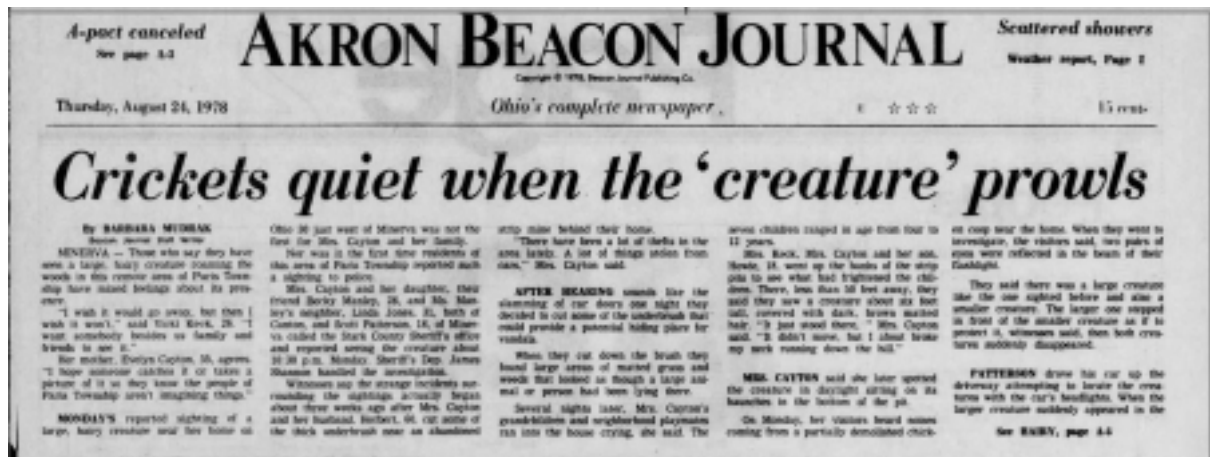 A-pact canceled
See page A-3
AKRON BEACON JOURNAL
Copyright © 1978, Beacon Journal Publishing Co.
Scattered showers
Weather report, Page 2
Thursday, August 24, 1978
Ohio's complete newspaper
☆☆☆
15 cents
Crickets quiet when the 'creature' prowls
By BARBARA MUDRAK
Beacon Journal Staff Writer
MINERVA — Those who say they have
seen a large, hairy creature roaming the
woods in this remote area of Paris Town-
ship have mixed feelings about its pres-
ence.
"I wish it would go away, but then I
wish it won't," said Vicki Keck, 28. "I
want somebody besides us family and
friends to see it."
Her mother, Evelyn Cayton, agrees.
"I hope someone catches it or takes a
picture of it so they know the people of
Paris Township aren't imagining things."
MONDAY'S reported sighting of a
large, hairy creature near her home on
Ohio 30 just west of Minerva was not the
first for Mrs. Cayton and her family.
Nor was it the first time residents of
this area of Paris Township reported such
a sighting to police.
Mrs. Cayton and her daughter, their
friend Becky Manley, and Ms. Man-
ley's neighbor, Linda Jones, both of
Canton, and Scott Patterson, 18, of Miner-
va called the Stark County Sheriff's office
and reported seeing the creature about
10:30 p.m. Monday. Sheriff's Dep. James
Shannon handled the investigation.
Witnesses say the strange incidents sur-
rounding the sightings actually began
about three weeks ago after Mrs. Cayton
and her husband, Herbert, cut some of
the thick underbrush near an abandoned
strip mine behind their home.
"There have been a lot of thefts in the
area lately. A lot of things stolen from
cars," Mrs. Cayton said.
AFTER HEARING sounds like the
slamming of car doors one night they
decided to cut some of the underbrush that
could provide a potential hiding place for
vandals.
When they cut down the brush they
found large areas of matted grass and
weeds that looked as though a large ani-
mal or person had been lying there.
Several nights later, Mrs. Cayton's
grandchildren and neighborhood playmates
ran into the house crying, she said. The
seven children ranged in age from four to
12 years.
Mrs. Keck, Mrs. Cayton and her son,
Howie, 18, went up the banks of the strip
pits to see what had frightened the chil-
dren. There, less than 50 feet away, they
said they saw a creature about six feet
tall, covered with dark, brown matted
hair. "It just stood there," Mrs. Cayton
said. "It didn't move, but I about broke
my neck running down the hill."
MRS. CAYTON said she later spotted
the creature in daylight sitting on its
haunches in the bottom of the pit.
On Monday, her visitors heard noises
coming from a partially demolished chick-
en coop near the home. When they went to
investigate, the visitors said, two pairs of
eyes were reflected in the beam of their
flashlight.
They said there was a large creature
like the one sighted before and also a
smaller creature. The larger one stepped
in front of the smaller creature as if to
protect it, witnesses said, then both crea-
tures suddenly disappeared.
PATTERSON drove his car up the
driveway attempting to locate the crea-
tures with the car's headlights. When the
larger creature suddenly appeared in the
See HAIRY, page A-6